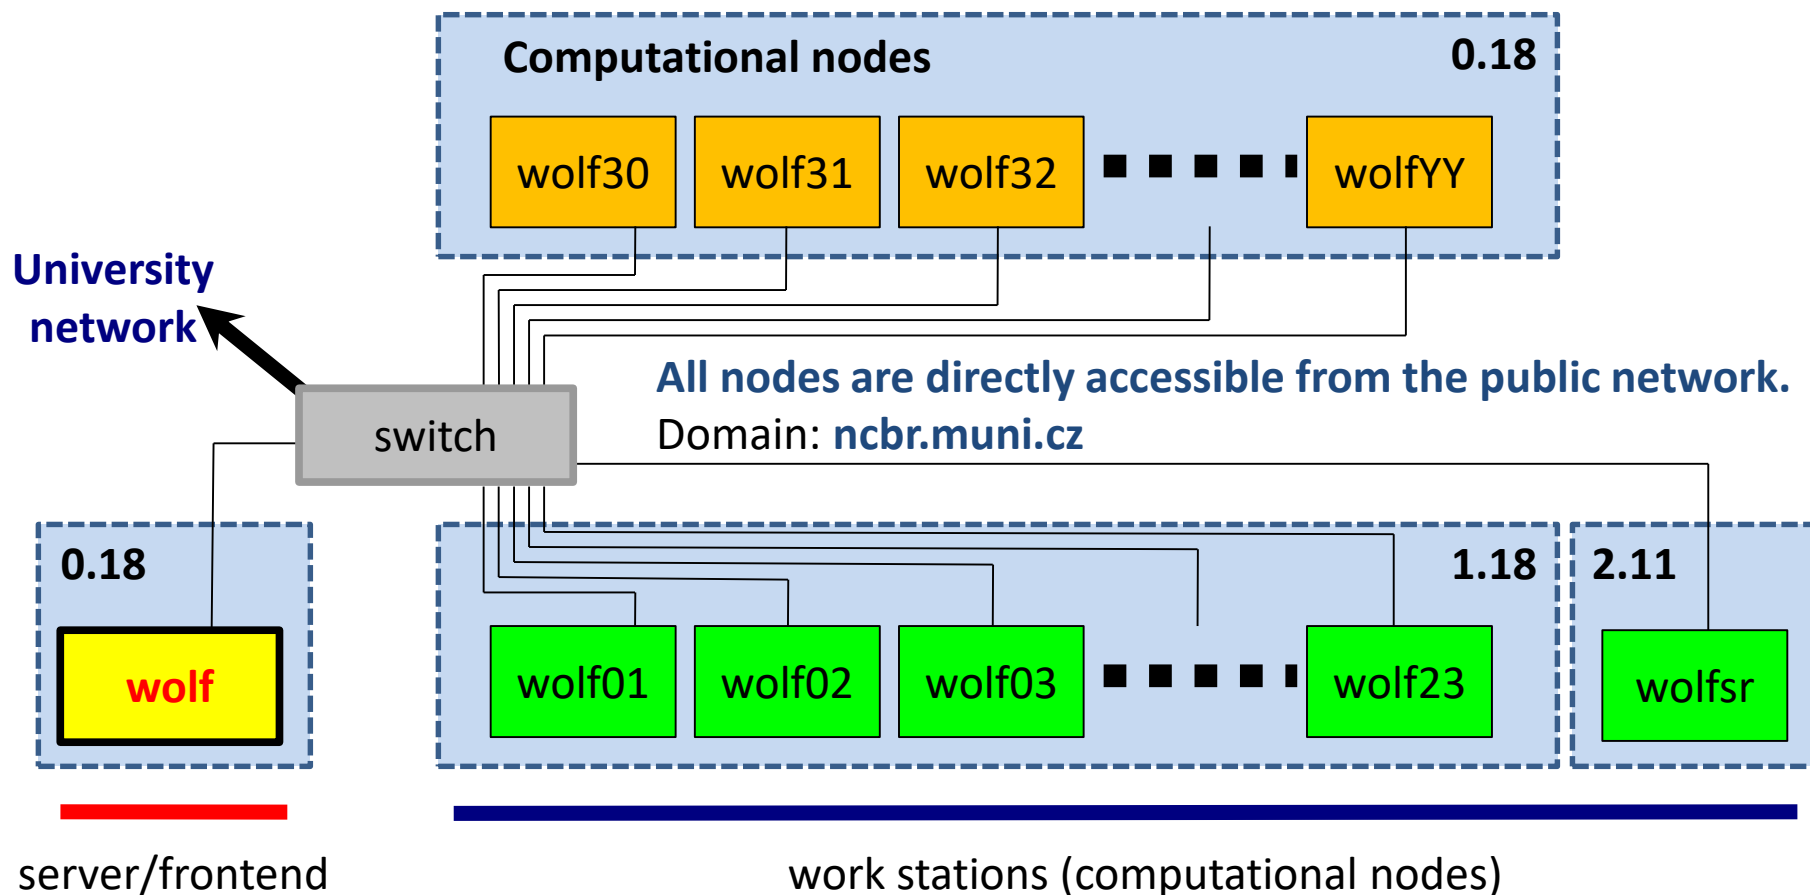 Computational nodes 0.18
wolf30 wolf31 wolf32 wolfYY
University
network
All nodes are directly accessible from the public network.
Domain: ncbr.muni.cz
switch
0.18
wolf
1.18
wolf01 wolf02 wolf03 wolf23
2.11
wolfsr
server/frontend
work stations (computational nodes)